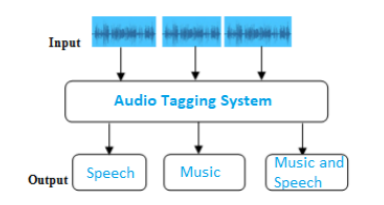 Input
Audio Tagging System
Output
Speech
Music
Music and
Speech